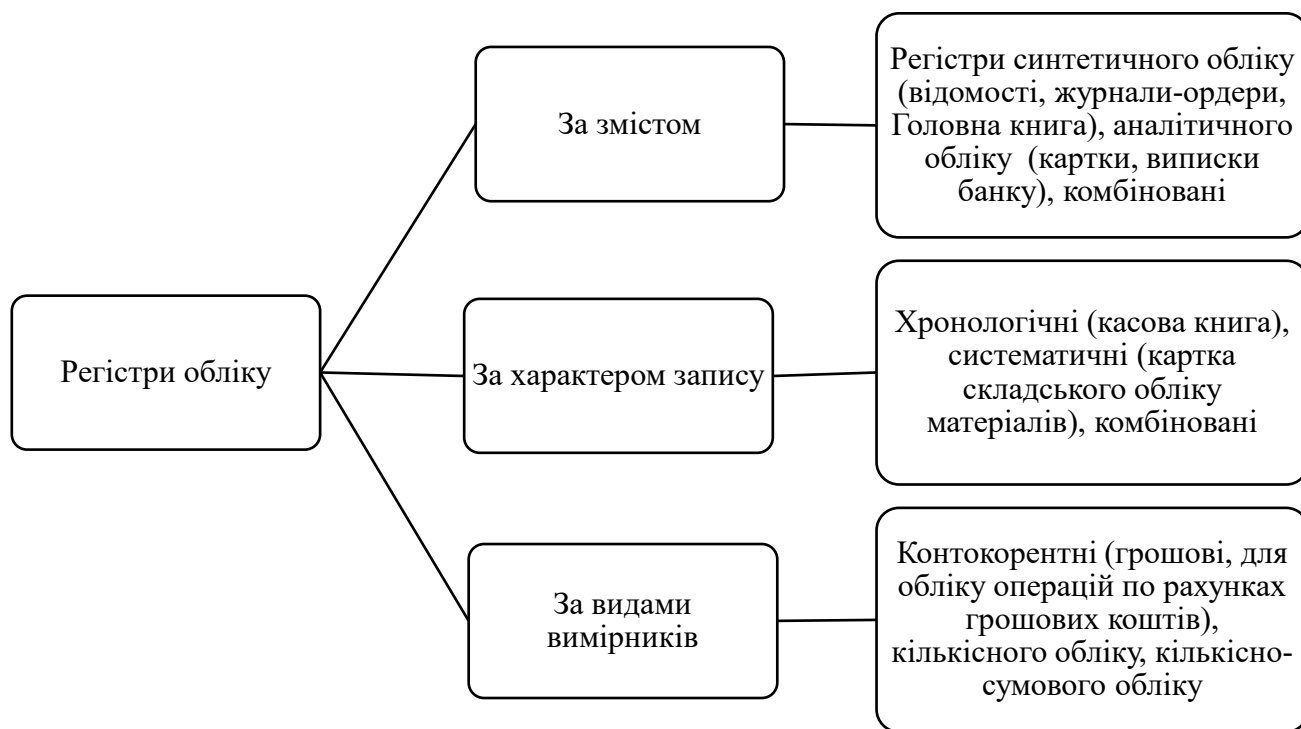 Регістри обліку
За змістом
Регістри синтетичного обліку
(відомості, журнали-ордери,
Головна книга), аналітичного
обліку (картки, виписки
банку), комбіновані
За характером запису
Хронологічні (касова книга),
систематичні (картка
складського обліку
матеріалів), комбіновані
За видами
вимірників
Контокорентні (грошові, для
обліку операцій по рахунках
грошових коштів),
кількісного обліку, кількісно-
сумового обліку